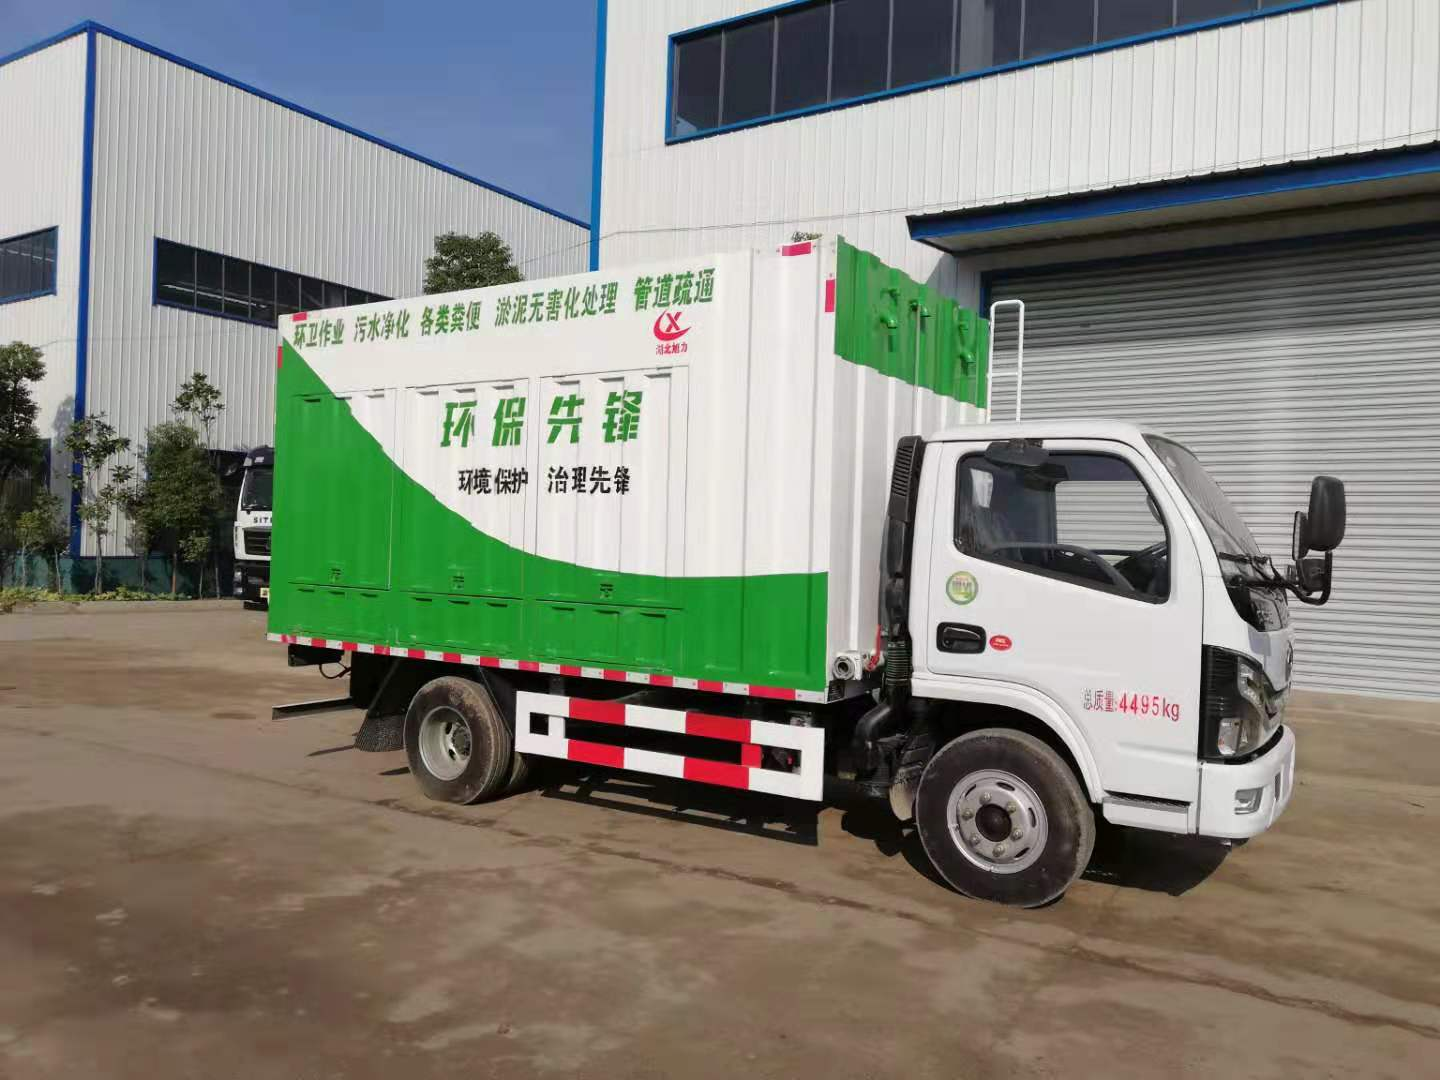 环卫作业 污水净化 各类粪便 淤泥无害化处理 管道疏通
湖北旭力
环保先锋
环境保护 治理先锋
总质量:4495kg
SIT